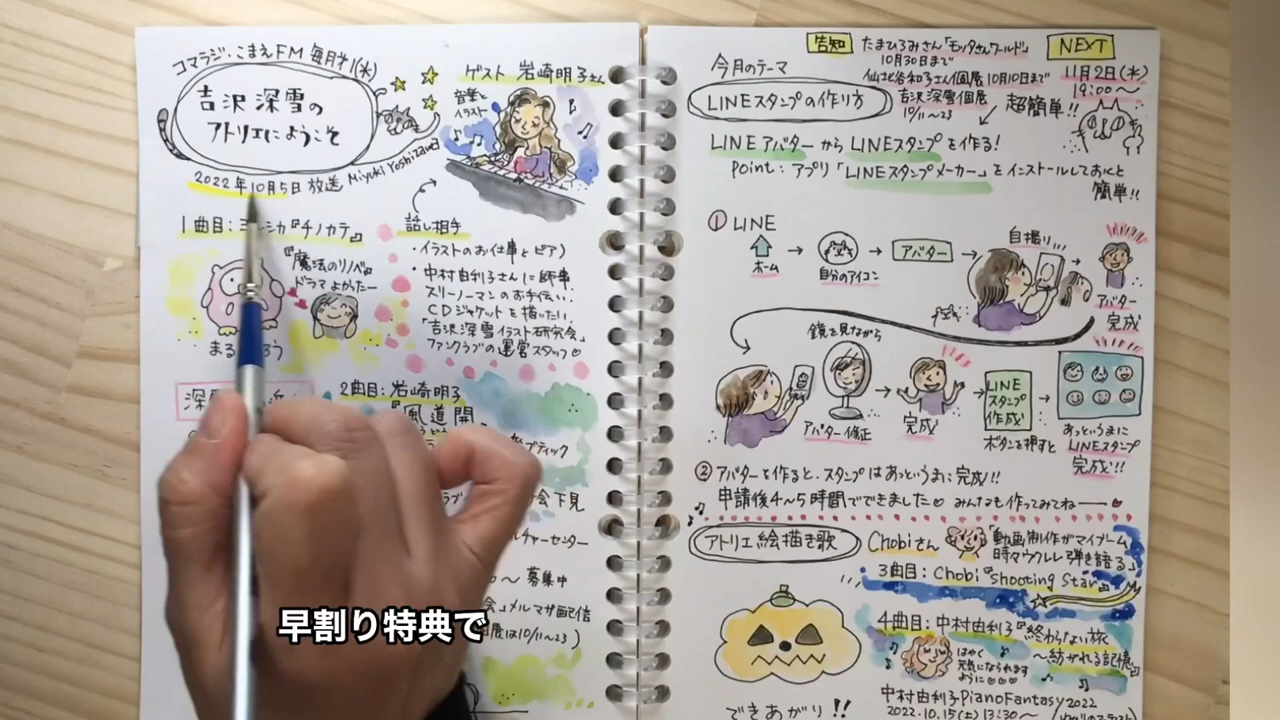 コマラジ・こまえFM 毎月才1(水)
吉沢深雪の
アトリエにようこそ
Miyuki Yoshizawa
2022年10月5日放送
ゲスト 岩崎明子さん
音楽と
イラスト
1曲目:ヨルシカ『チノカテ』
『魔法のリノベ』
ドラマよかったー
話し相手
・イラストのお仕事とピアノ
・中村由利子さんに師事
スリーノーマンのお手伝い、
CDジャケットを描いたい、
「吉沢深雪イラスト研究会」
ファンクラブの運営スタッフ♡
2曲目:岩崎明子
『風道開
会下見
ルチャーセンター
〜募集中
会」メルマガ配信
展は10/11〜23)
早割り特典で
告知
たまひろみさん「モッタさんワールド」
10月30日まで
仙北谷和子さん個展10月10日まで
吉沢深雪個展
10/11〜23
NEXT
11月2日(水)
19:00〜
今月のテーマ
LINEスタンプの作り方
超簡単!!
LINEアバターからLINEスタンプを作る!
Point:アプリ「LINEスタンプメーカー」をインストールしておくと
簡単!!
① LINE
ホーム
→
自分のアイコン
→
アバター
→
自撮り
アバター
完成
鏡を見ながら
アバター修正
→
完成
LINE
スタンプ
作成
ボタンを押すと
→
あっというまに
LINEスタンプ
完成!!
②アバターを作ると、スタンプはあっというまに完成!!
申請後4〜5時間でできました♡ みんなも作ってみてね
アトリエ絵描き歌
Chobiさん
「動画制作がマイブーム
時々ウクレレ弾き語る」
3曲目:Chobi『Shooting Star』
4曲目:中村由利子『終わらない旅
〜紡がれる記憶』
はやく
元気になられます
ように♡♡♡
中村由利子PianoFantasy2022
2022.10.15(土)13:30〜
できあがり!!